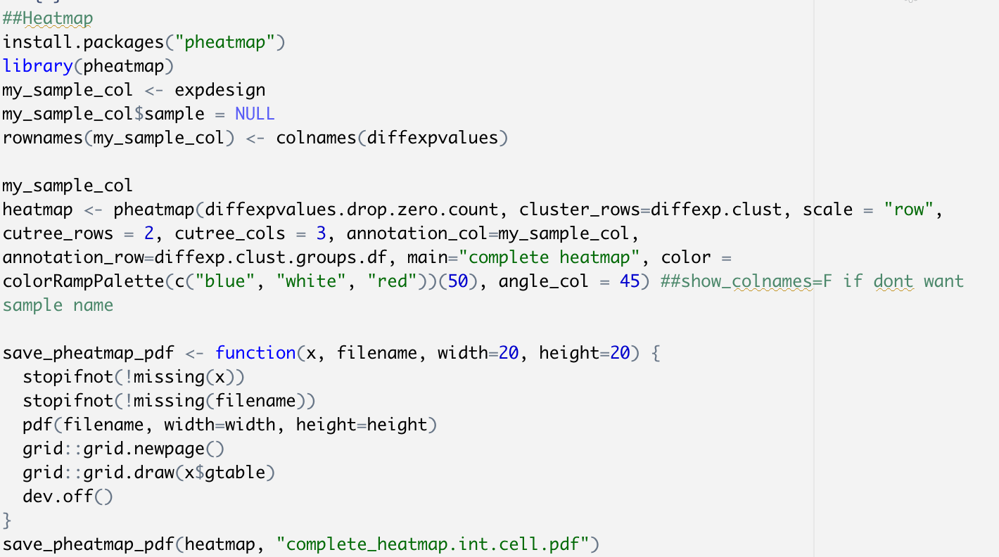 ##Heatmap
install.packages("pheatmap")
library(pheatmap)
my_sample_col <- expdesign
my_sample_col$sample = NULL
rownames(my_sample_col) <- colnames(diffexpvalues)

my_sample_col
heatmap <- pheatmap(diffexpvalues.drop.zero.count, cluster_rows=diffexp.clust, scale = "row",
cutree_rows = 2, cutree_cols = 3, annotation_col=my_sample_col,
annotation_row=diffexp.clust.groups.df, main="complete heatmap", color =
colorRampPalette(c("blue", "white", "red"))(50), angle_col = 45) ##show_colnames=F if dont want
sample name

save_pheatmap_pdf <- function(x, filename, width=20, height=20) {
  stopifnot(!missing(x))
  stopifnot(!missing(filename))
  pdf(filename, width=width, height=height)
  grid::grid.newpage()
  grid::grid.draw(x$gtable)
  dev.off()
}
save_pheatmap_pdf(heatmap, "complete_heatmap.int.cell.pdf")